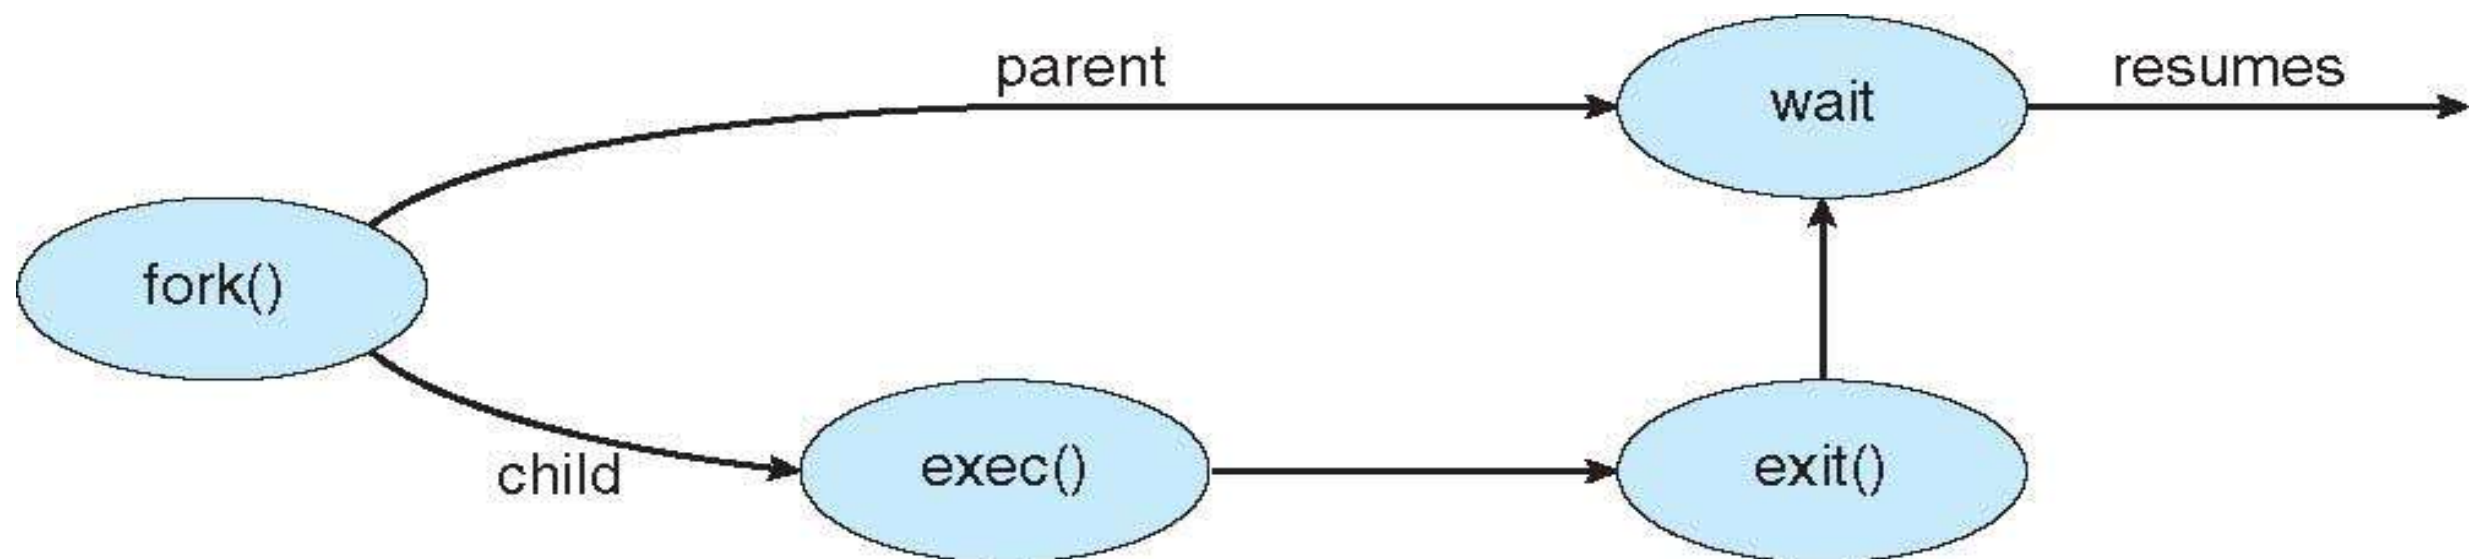 parent
wait
resumes
fork()
child
exec()
exit()